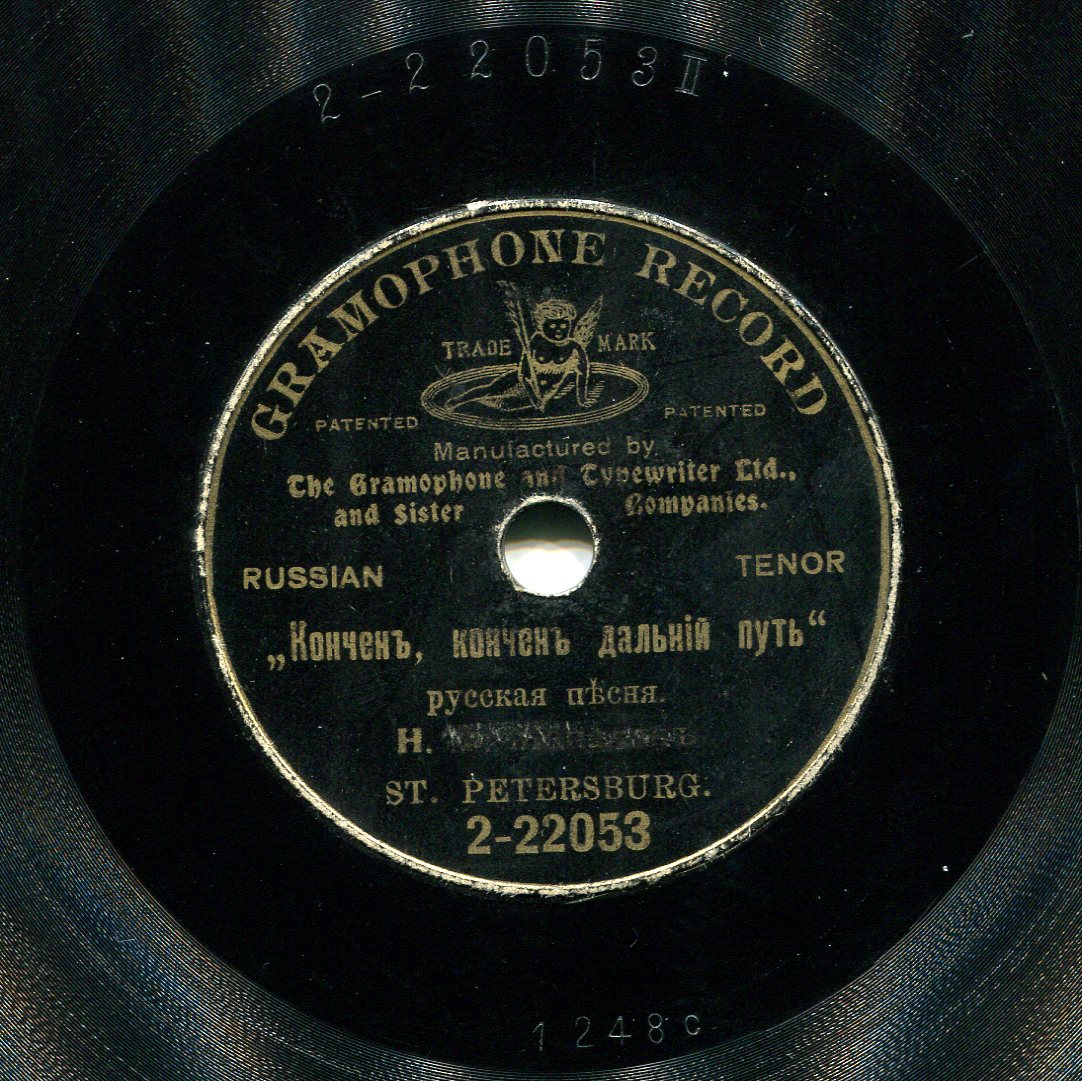 2-22053 II
GRAMOPHONE RECORD
TRADE MARK
PATENTED PATENTED
Manufactured by
The Gramophone and Typewriter Ltd.,
and Sister Companies.
RUSSIAN TENOR
„Конченъ, конченъ дальній путь“
русская пѣсня.
Н.
ST. PETERSBURG.
2-22053
1248c